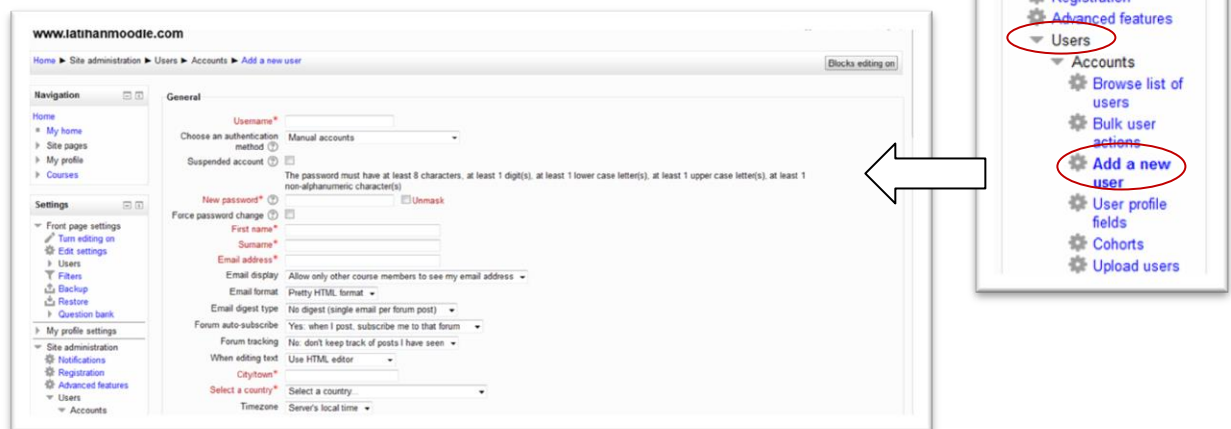 www.latihanmoodle.com
Home ► Site administration ► Users ► Accounts ► Add a new user
Blocks editing on
Navigation
Home
My home
Site pages
My profile
Courses
Settings
Front page settings
Turn editing on
Edit settings
Users
Filters
Backup
Restore
Question bank
My profile settings
Site administration
Notifications
Registration
Advanced features
Users
Accounts
General
Username*
Choose an authentication method Manual accounts
Suspended account
The password must have at least 8 characters, at least 1 digit(s), at least 1 lower case letter(s), at least 1 upper case letter(s), at least 1
non-alphanumeric character(s)
New password* Unmask
Force password change
First name*
Surname*
Email address*
Email display Allow only other course members to see my email address
Email format Pretty HTML format
Email digest type No digest (single email per forum post)
Forum auto-subscribe Yes: when I post, subscribe me to that forum
Forum tracking No: don't keep track of posts I have seen
When editing text Use HTML editor
City/town*
Select a country* Select a country...
Timezone Server's local time
Registration
Advanced features
Users
Accounts
Browse list of
users
Bulk user
actions
Add a new
user
User profile
fields
Cohorts
Upload users